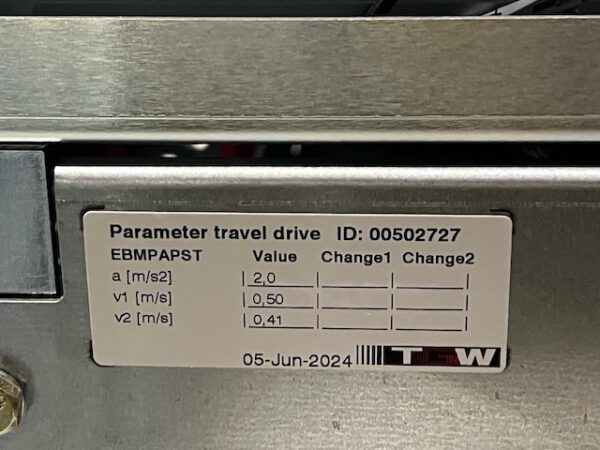 Parameter travel drive ID: 00502727
EBMPAPST Value Change1 Change2
a [m/s2] 2,0
v1 [m/s] 0,50
v2 [m/s] 0,41
05-Jun-2024 TGW